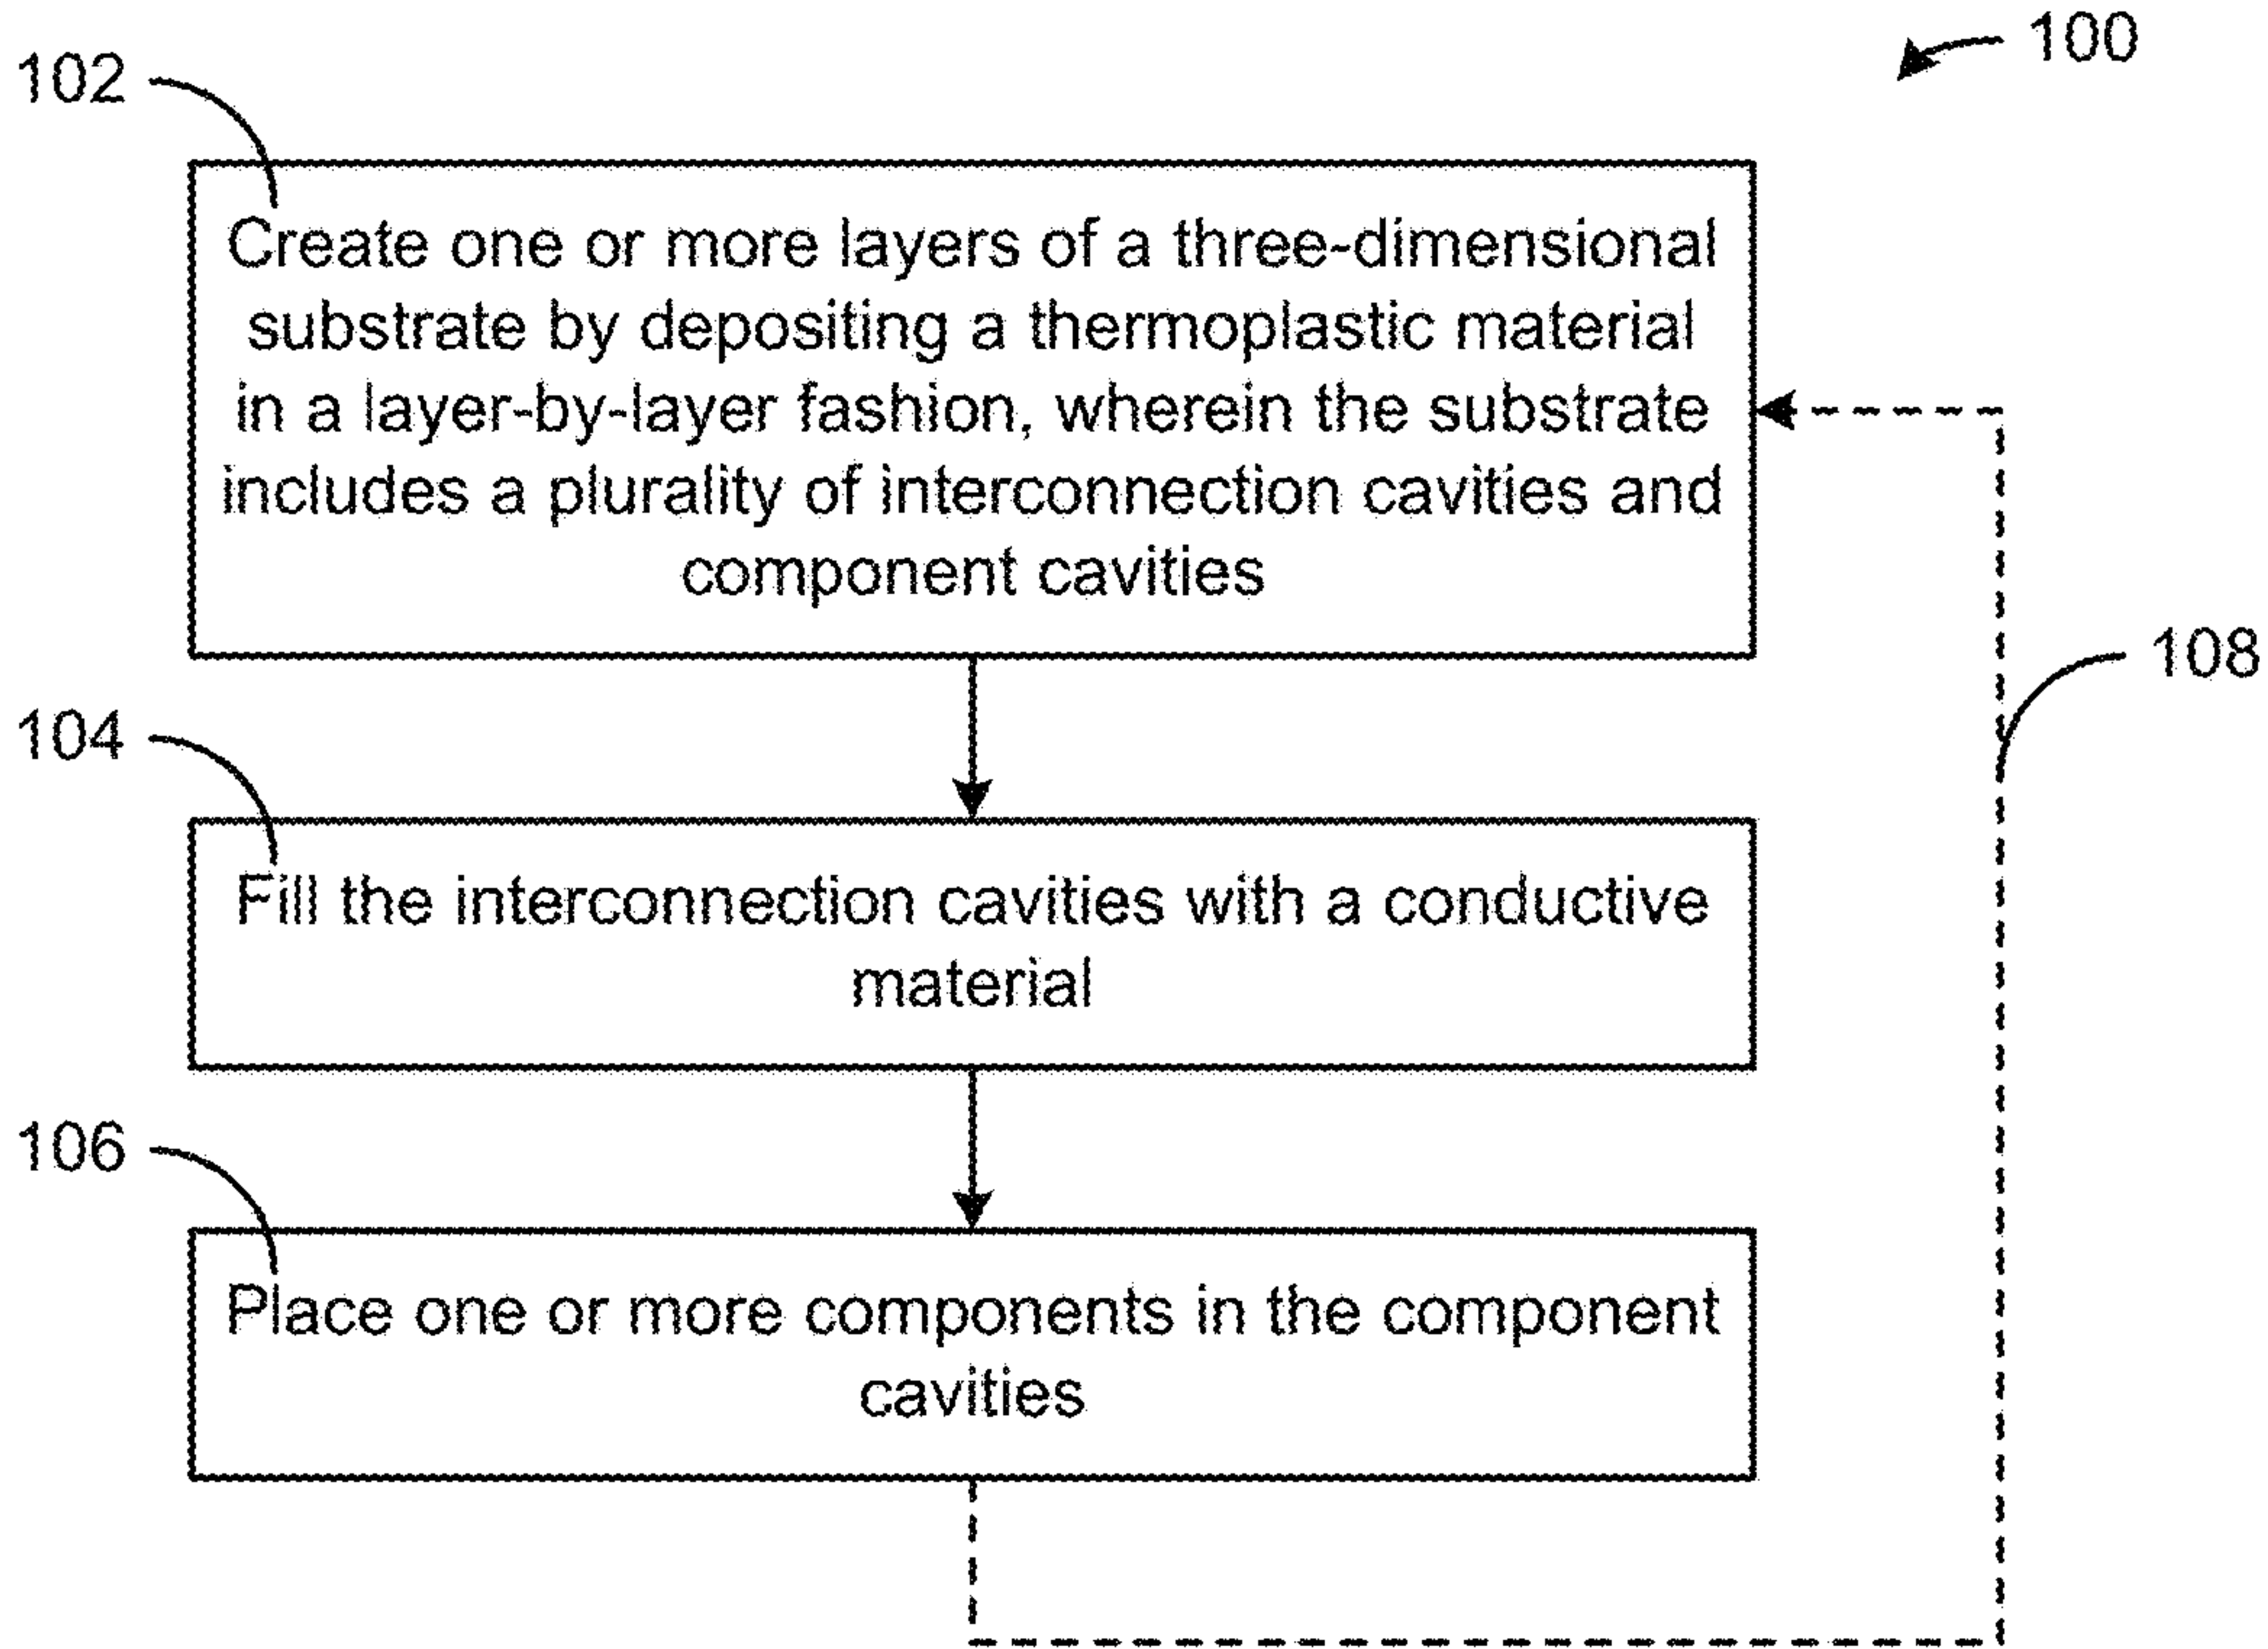 100
102
Create one or more layers of a three-dimensional
substrate by depositing a thermoplastic material
in a layer-by-layer fashion, wherein the substrate
includes a plurality of interconnection cavities and
component cavities
108
104
Fill the interconnection cavities with a conductive
material
106
Place one or more components in the component
cavities